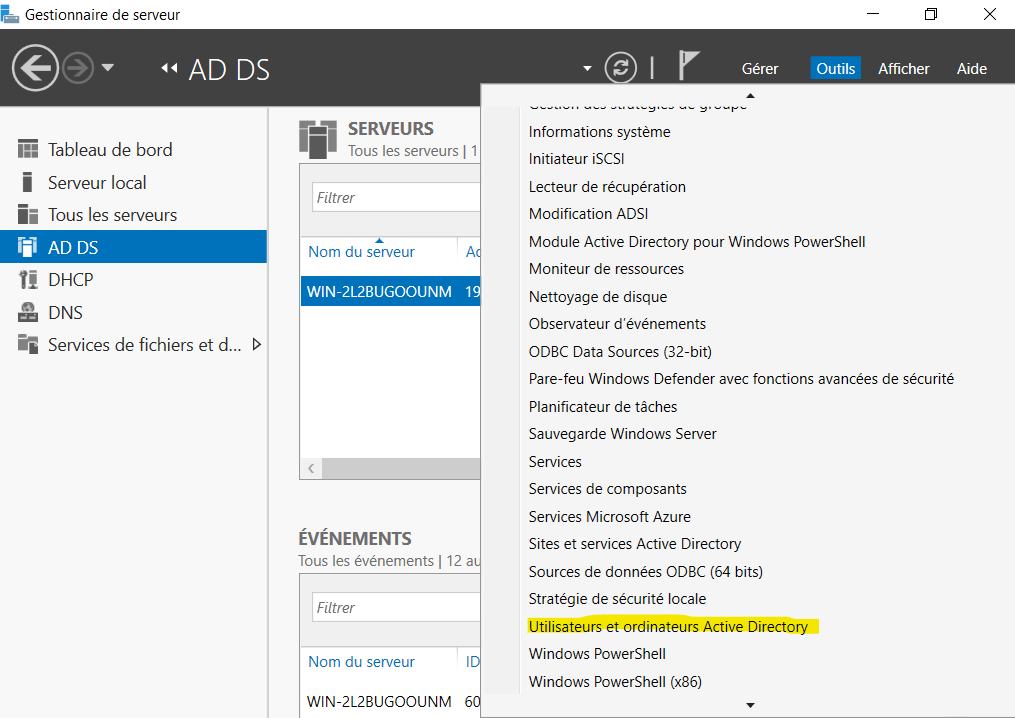 Gestionnaire de serveur
AD DS
Gérer
Outils
Afficher
Aide
Tableau de bord
Serveur local
Tous les serveurs
AD DS
DHCP
DNS
Services de fichiers et d...
SERVEURS
Tous les serveurs | 1
Filtrer
Nom du serveur
WIN-2L2BUGOOUNM 19
ÉVÉNEMENTS
Tous les événements | 12 au
Filtrer
Nom du serveur ID
WIN-2L2BUGOOUNM 60
Gestion des stratégies de groupe
Informations système
Initiateur iSCSI
Lecteur de récupération
Modification ADSI
Module Active Directory pour Windows PowerShell
Moniteur de ressources
Nettoyage de disque
Observateur d'événements
ODBC Data Sources (32-bit)
Pare-feu Windows Defender avec fonctions avancées de sécurité
Planificateur de tâches
Sauvegarde Windows Server
Services
Services de composants
Services Microsoft Azure
Sites et services Active Directory
Sources de données ODBC (64 bits)
Stratégie de sécurité locale
Utilisateurs et ordinateurs Active Directory
Windows PowerShell
Windows PowerShell (x86)